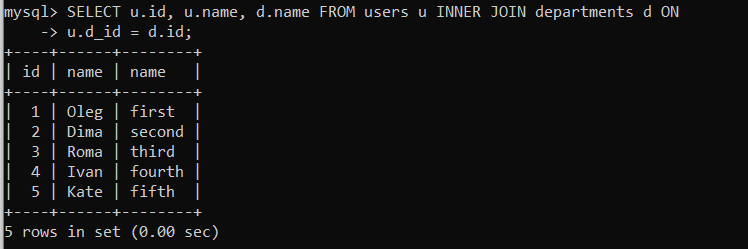 mysql> SELECT u.id, u.name, d.name FROM users u INNER JOIN departments d ON
    -> u.d_id = d.id;
+----+------+--------+
| id | name | name   |
+----+------+--------+
|  1 | Oleg | first  |
|  2 | Dima | second |
|  3 | Roma | third  |
|  4 | Ivan | fourth |
|  5 | Kate | fifth  |
+----+------+--------+
5 rows in set (0.00 sec)